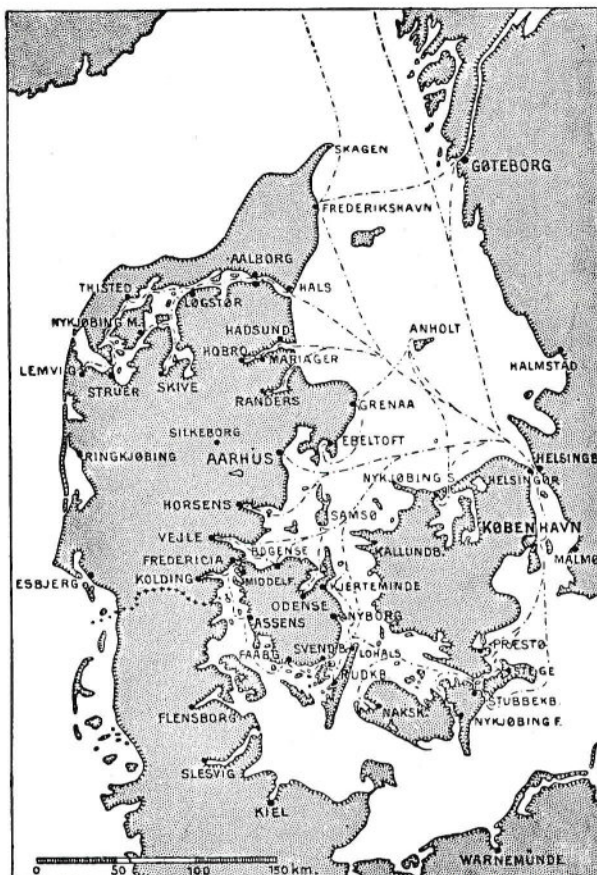 SKAGEN
GØTEBORG
FREDERIKSHAVN
AALBORG
THISTED
HALS
LØGSTØR
NYKJØBING M.
HADSUND
ANHOLT
HOBRO
MARIAGER
HALMSTAD
LEMVIG
STRUER
SKIVE
RANDERS
GRENAA
SILKEBORG
EBELTOFT
RINGKJØBING
AARHUS
HELSINGB
NYKJØBING S.
HELSINGØR
HORSENS
SAMSØ
KØBENHAVN
VEJLE
BOGENSE
KALLUNDB.
FREDERICIA
MALMØ
ESBJERG
KOLDING
MIDDELF.
KJERTEMINDE
ODENSE
NYBORG
ASSENS
PRÆSTØ
FAABG
SVENDB.
LOHALS
STEGE
RUDKB.
STUBBEKB.
FLENSBORG
NAKSK.
NYKJØBING F.
SLESVIG
KIEL
WARNEMÜNDE
0 50 100 150 km.